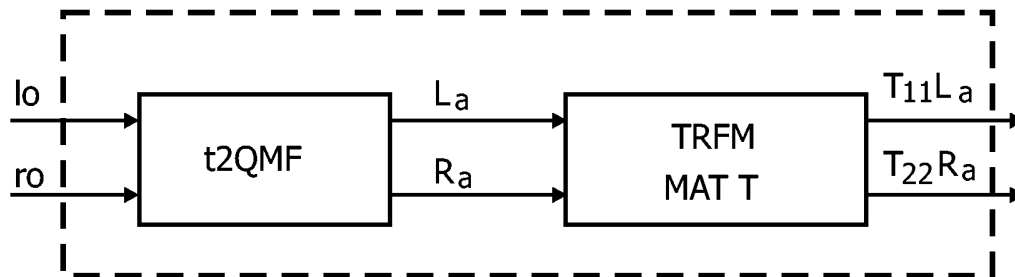 lo
ro
t2QMF
La
Ra
TRFM
MAT T
T11La
T22Ra